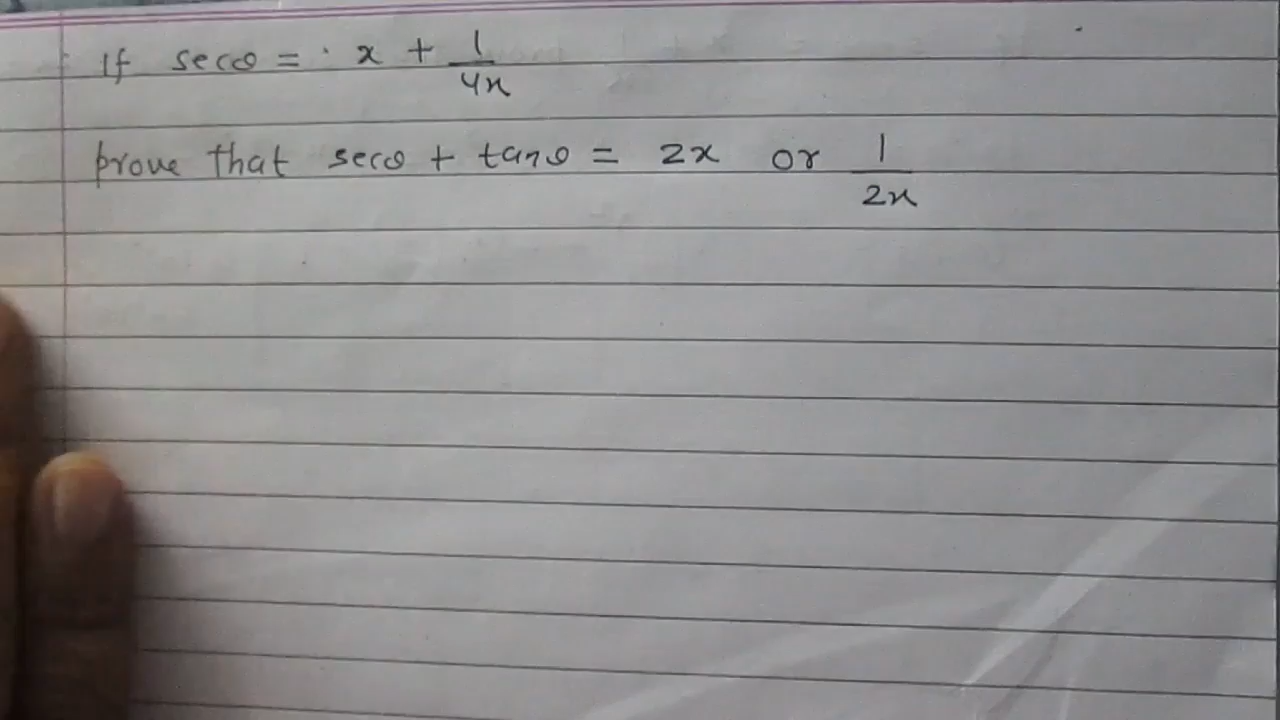 If secθ = x + 1/4x
prove that secθ + tanθ = 2x or 1/2x